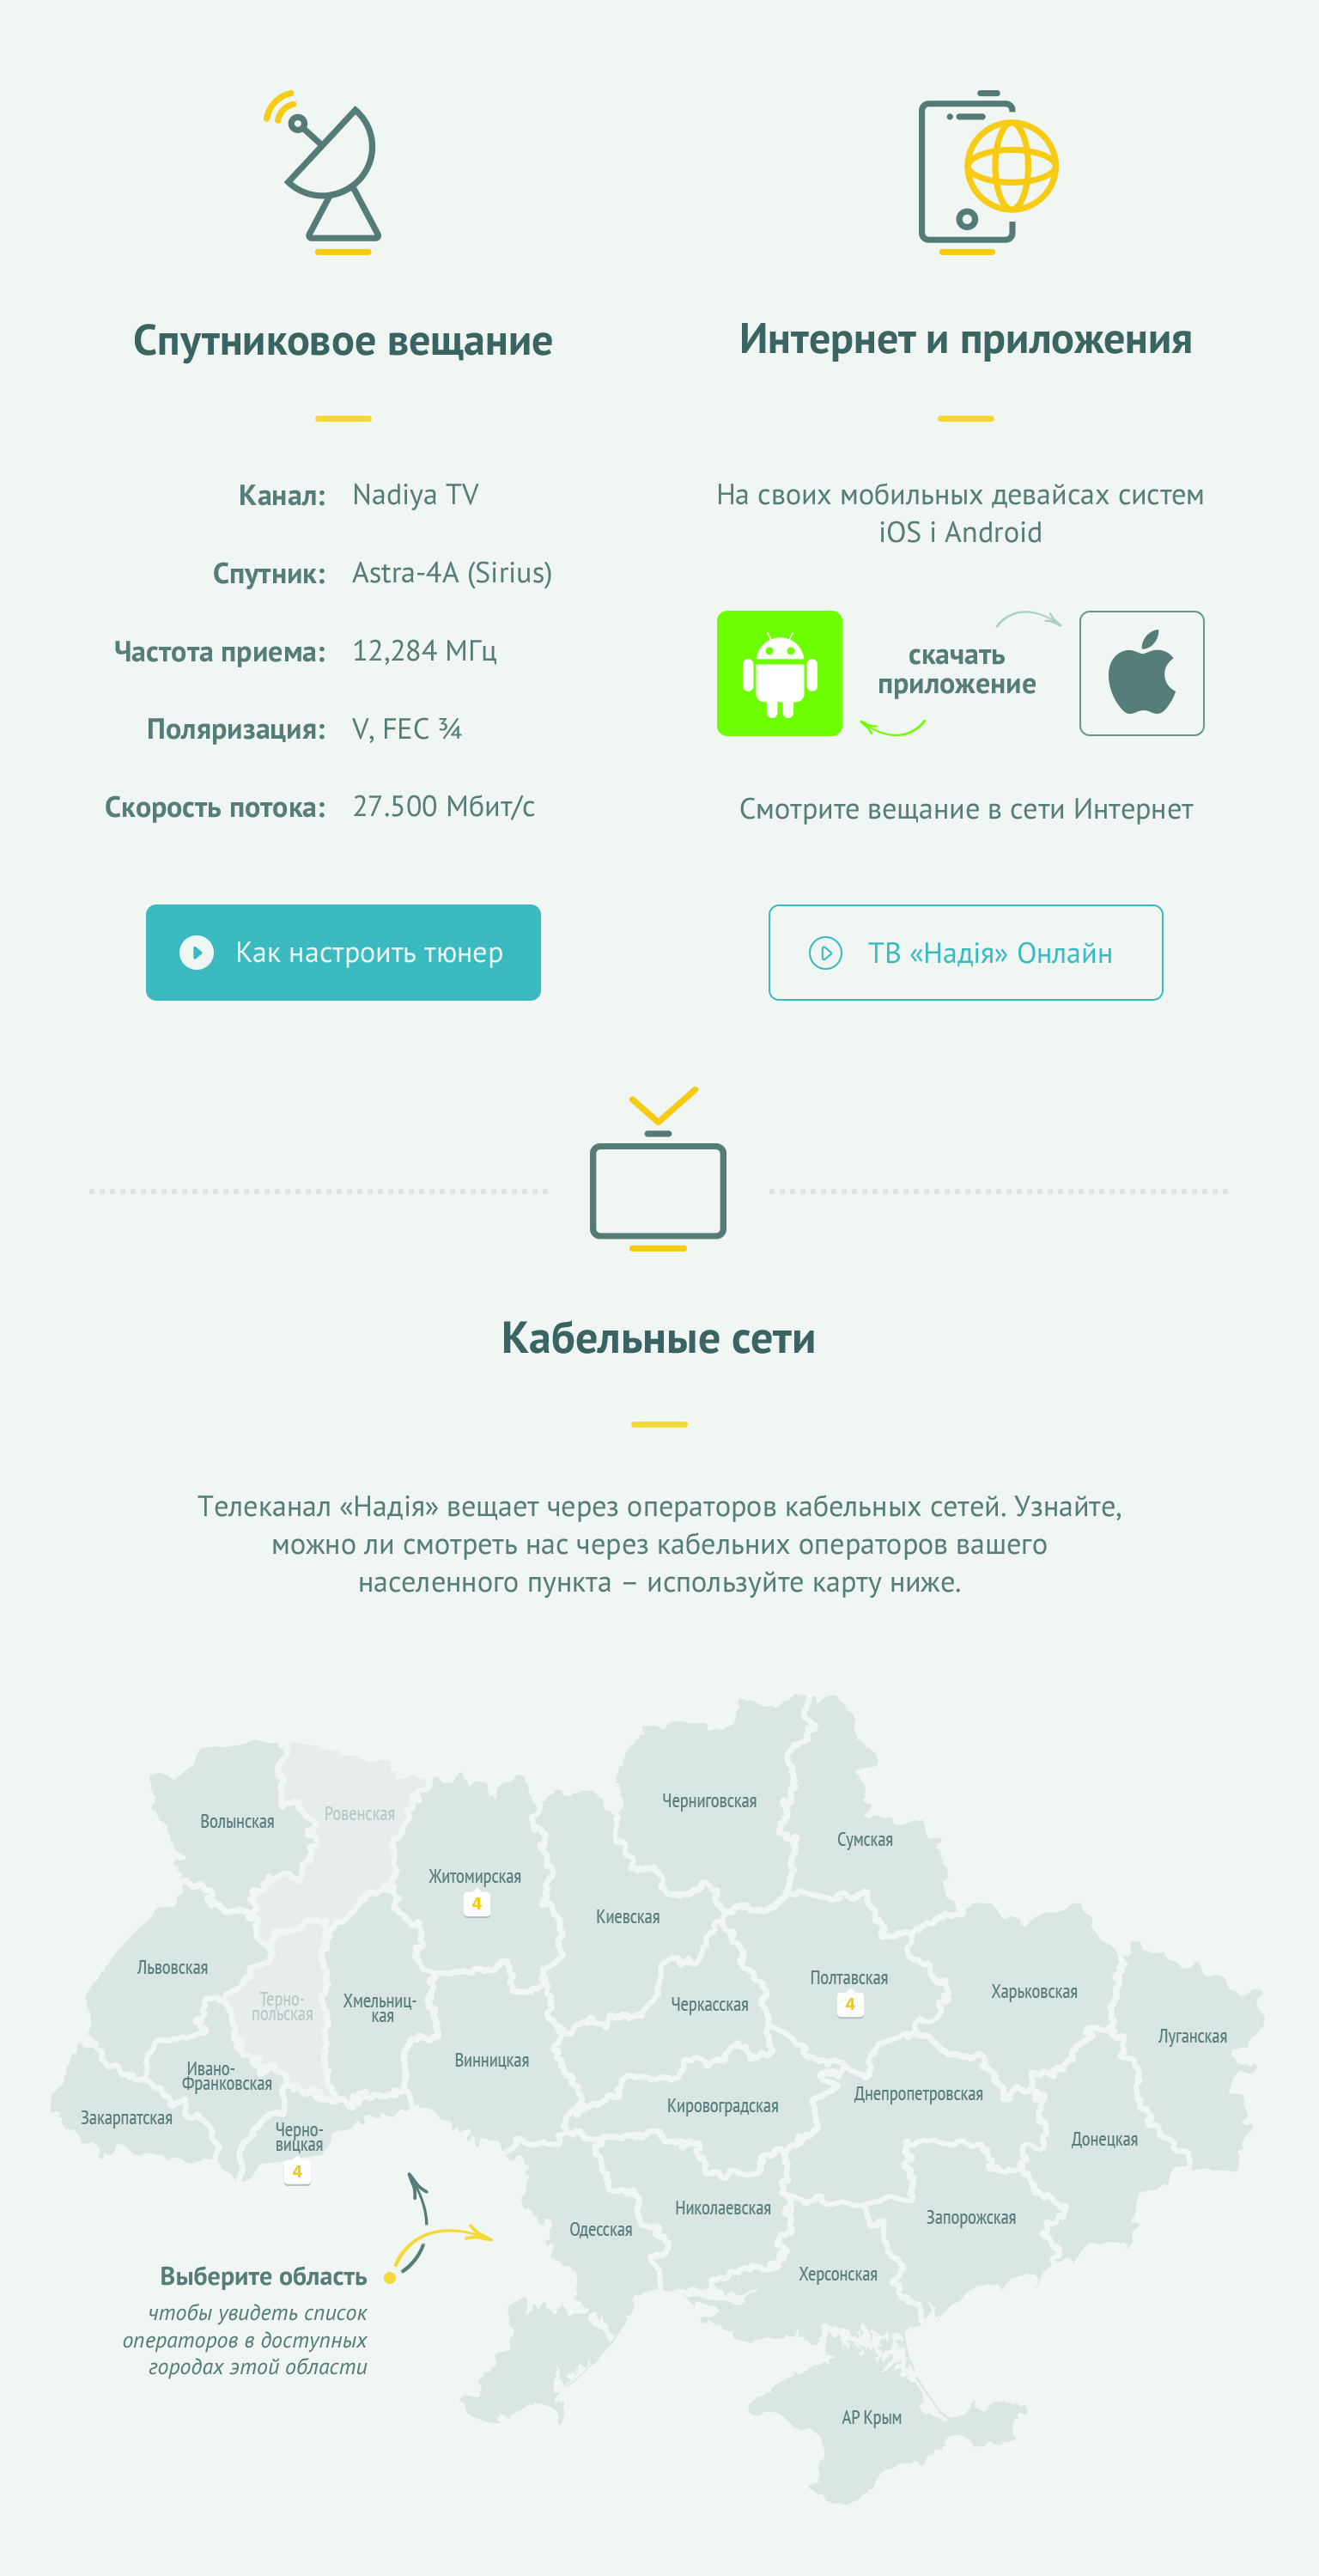 Спутниковое вещание
Канал: Nadiya TV
Спутник: Astra-4A (Sirius)
Частота приема: 12,284 МГц
Поляризация: V, FEC ¾
Скорость потока: 27.500 Мбит/с
Как настроить тюнер
Интернет и приложения
На своих мобильных девайсах систем
iOS і Android
скачать
приложение
Смотрите вещание в сети Интернет
ТВ «Надія» Онлайн
Кабельные сети
Телеканал «Надія» вещает через операторов кабельных сетей. Узнайте,
можно ли смотреть нас через кабельних операторов вашего
населенного пункта – используйте карту ниже.
Черниговская
Ровенская
Волынская
Сумская
Житомирская
4
Киевская
Львовская
Полтавская
4
Харьковская
Терно-
польская
Хмельниц-
кая
Черкасская
Луганская
Винницкая
Ивано-
Франковская
Днепропетровская
Кировоградская
Закарпатская
Черно-
вицкая
4
Донецкая
Николаевская
Запорожская
Одесская
Херсонская
Выберите область
чтобы увидеть список
операторов в доступных
городах этой области
АР Крым